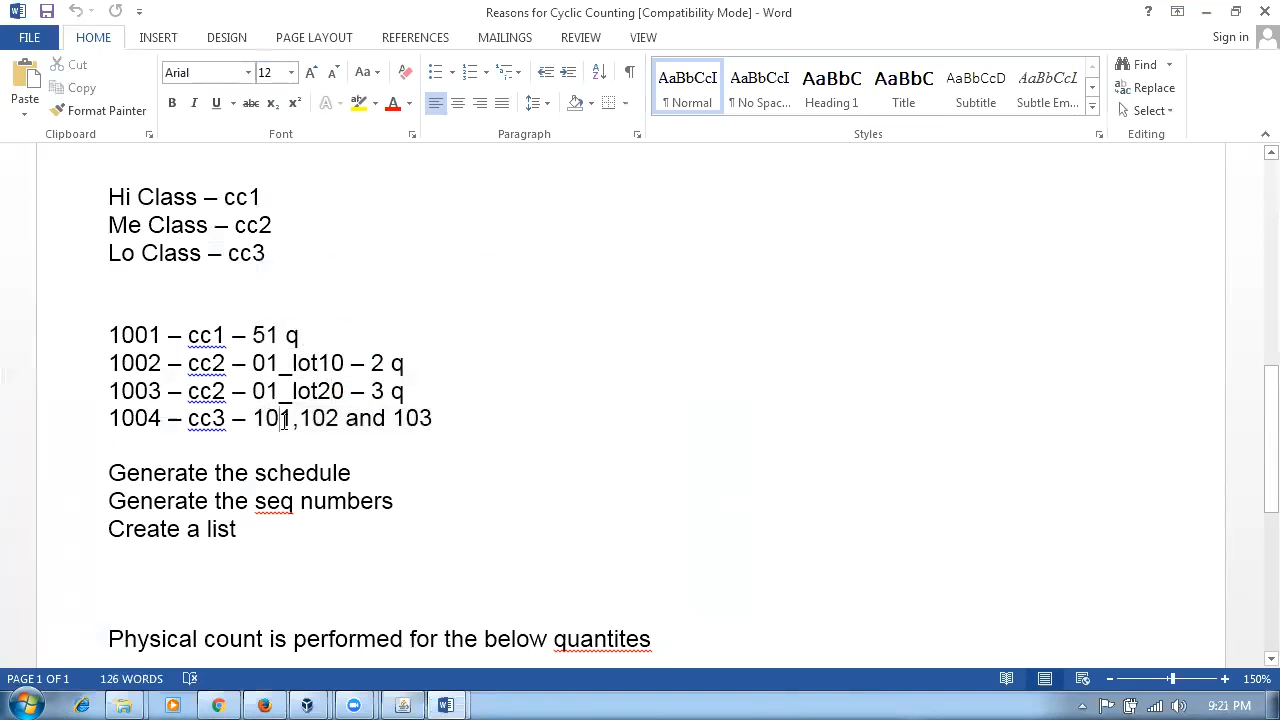 Reasons for Cyclic Counting [Compatibility Mode] - Word
Sign in
FILE HOME INSERT DESIGN PAGE LAYOUT REFERENCES MAILINGS REVIEW VIEW
Paste
Cut
Copy
Format Painter
Clipboard
Arial 12
Font
Paragraph
AaBbCcI AaBbCcI AaBbC AaBbC AaBbCcD AaBbCcL
¶ Normal ¶ No Spac... Heading 1 Title Subtitle Subtle Em...
Styles
Find
Replace
Select
Editing
Hi Class – cc1
Me Class – cc2
Lo Class – cc3
1001 – cc1 – 51 q
1002 – cc2 – 01_lot10 – 2 q
1003 – cc2 – 01_lot20 – 3 q
1004 – cc3 – 101,102 and 103
Generate the schedule
Generate the seq numbers
Create a list
Physical count is performed for the below quantites
PAGE 1 OF 1 126 WORDS 150%
9:21 PM